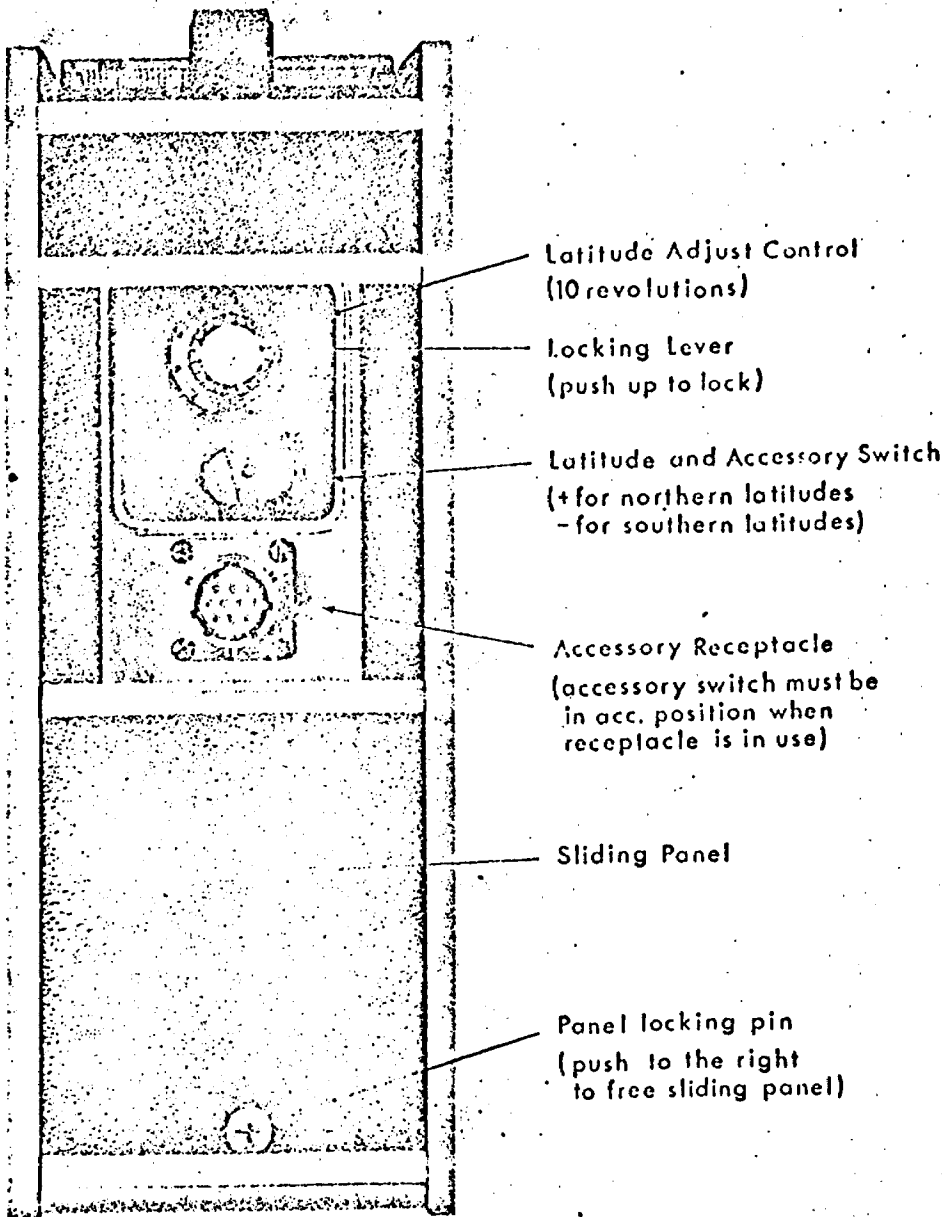 Latitude Adjust Control
(10 revolutions)
Locking Lever
(push up to lock)
Latitude and Accessory Switch
(+ for northern latitudes
- for southern latitudes)
Accessory Receptacle
(accessory switch must be
in acc. position when
receptacle is in use)
Sliding Panel
Panel locking pin
(push to the right
to free sliding panel)